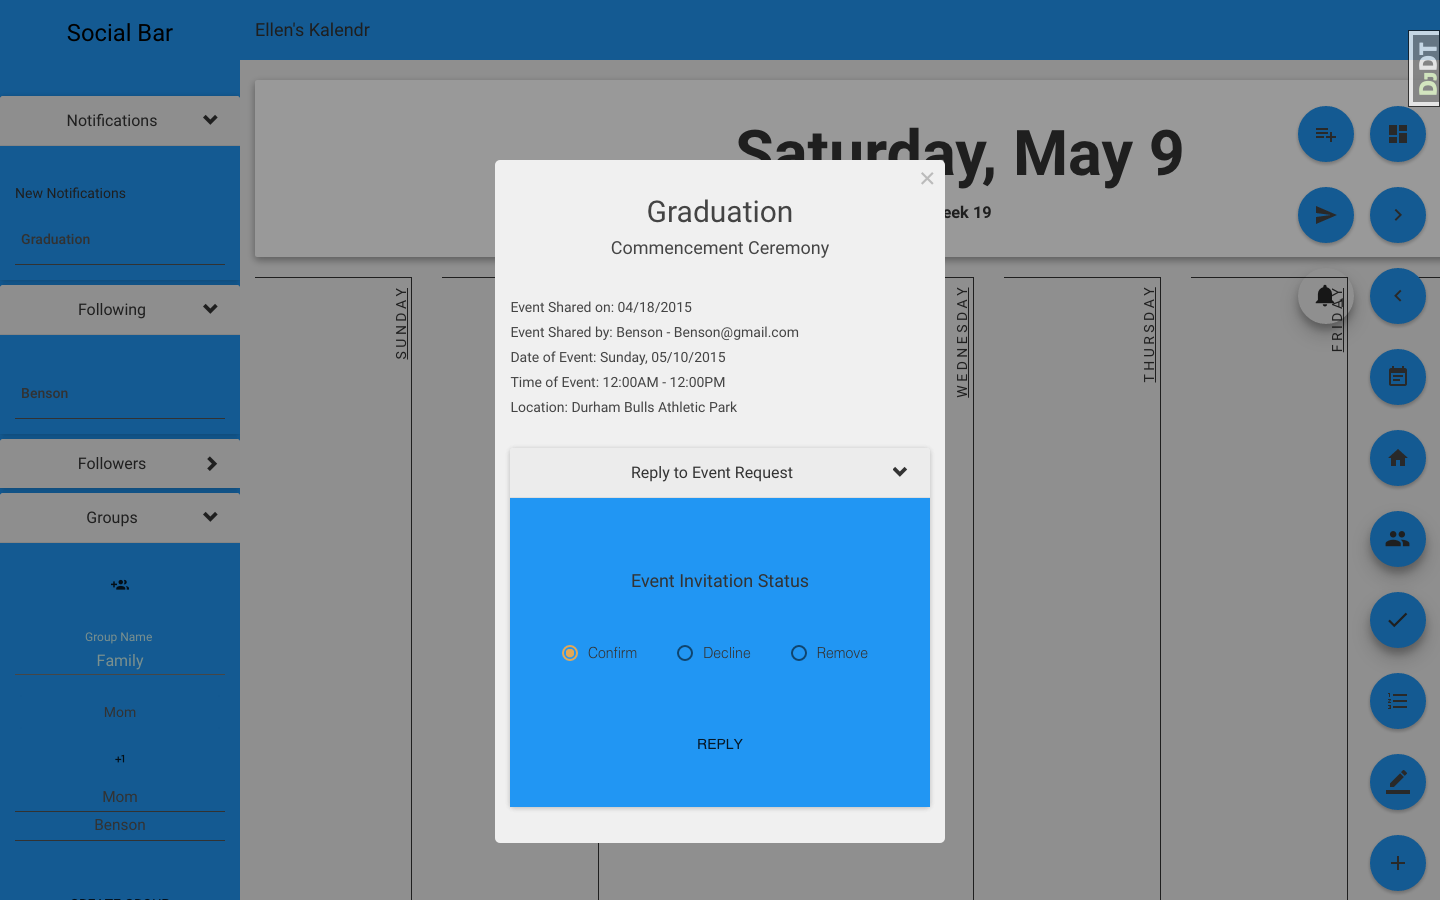 Social Bar
Ellen's Kalendr
DJDT
Notifications
New Notifications
Graduation
Following
Benson
Followers
Groups
Group Name
Family
Mom
+1
Mom
Benson
Saturday, May 9
eek 19
SUNDAY
WEDNESDAY
THURSDAY
FRIDAY
×
Graduation
Commencement Ceremony
Event Shared on: 04/18/2015
Event Shared by: Benson - Benson@gmail.com
Date of Event: Sunday, 05/10/2015
Time of Event: 12:00AM - 12:00PM
Location: Durham Bulls Athletic Park
Reply to Event Request
Event Invitation Status
Confirm Decline Remove
REPLY